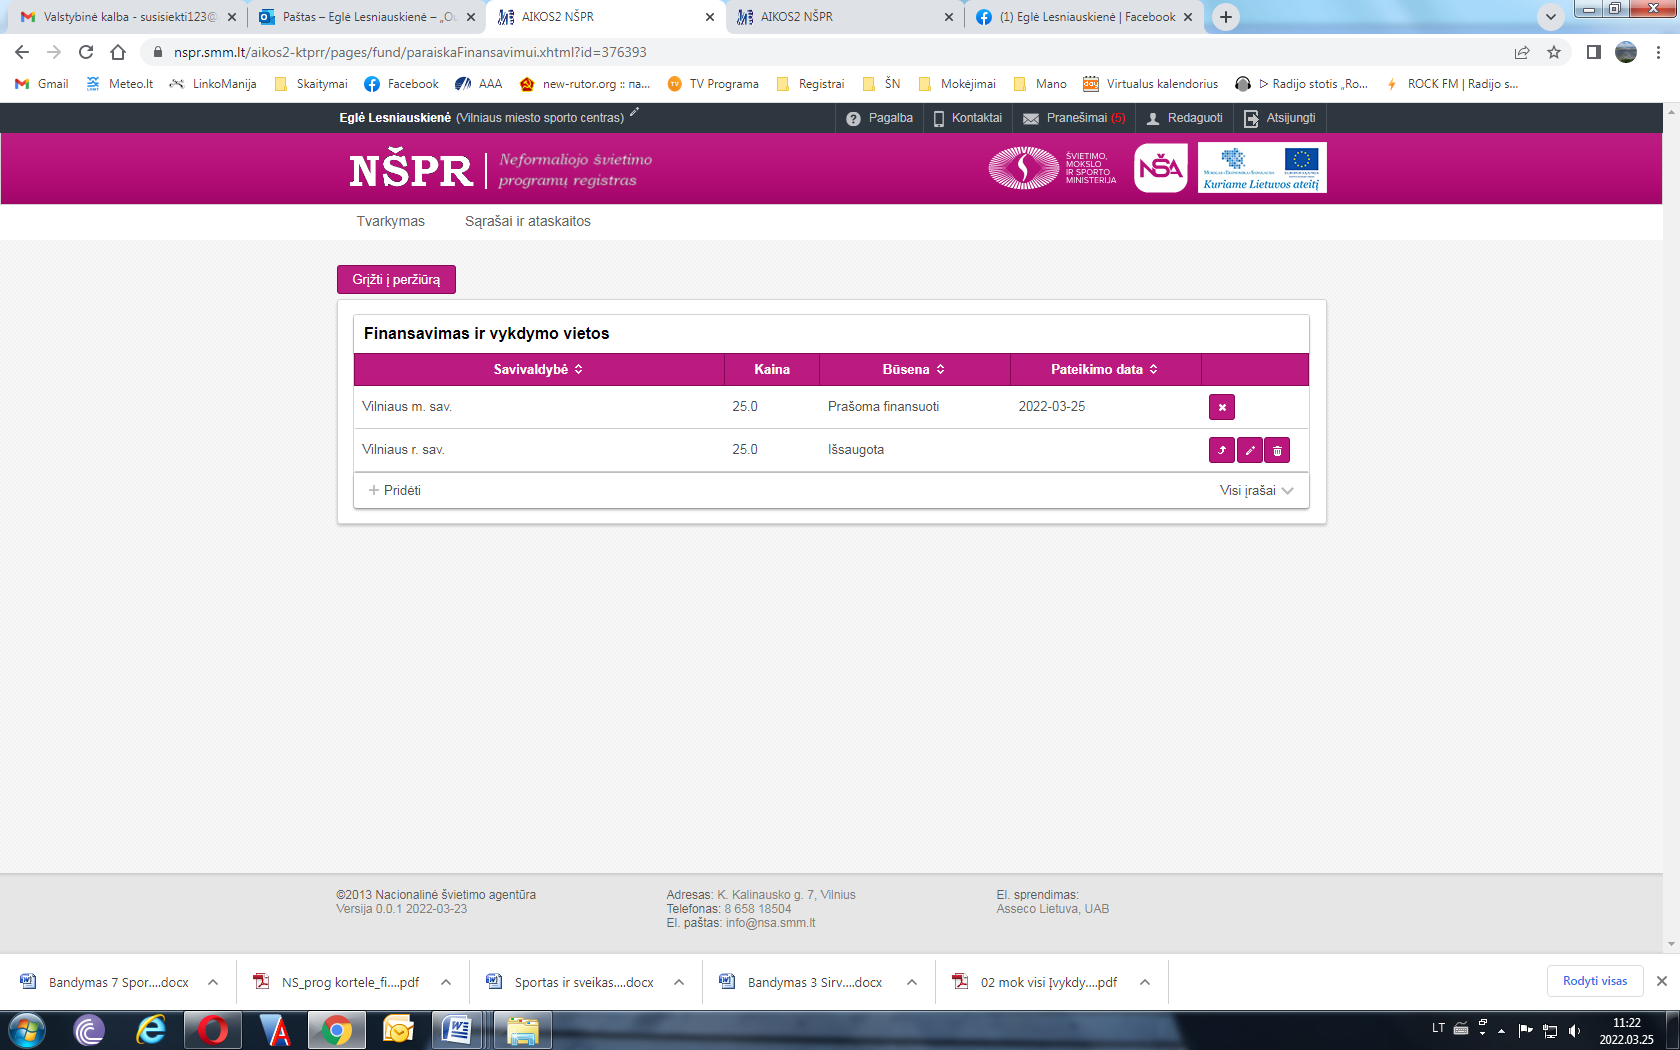 Valstybinė kalba - susisiekti123@
Paštas – Eglė Lesniauskienė – „Ou
AIKOS2 NŠPR
AIKOS2 NŠPR
(1) Eglė Lesniauskienė | Facebook
nspr.smm.lt/aikos2-ktprr/pages/fund/paraiskaFinansavimui.xhtml?id=376393
Gmail
Meteo.lt
LinkoManija
Skaitymai
Facebook
AAA
new-rutor.org :: na...
TV Programa
Registrai
ŠN
Mokėjimai
Mano
Virtualus kalendorius
ᐅ Radijo stotis „Ro...
ROCK FM | Radijo s...
Eglė Lesniauskienė (Vilniaus miesto sporto centras)
Pagalba
Kontaktai
Pranešimai (5)
Redaguoti
Atsijungti
NŠPR
Neformaliojo švietimo
programų registras
ŠVIETIMO,
MOKSLO
IR SPORTO
MINISTERIJA
NŠA
Kuriame Lietuvos ateitį
Tvarkymas
Sąrašai ir ataskaitos
Grįžti į peržiūrą
Finansavimas ir vykdymo vietos
Savivaldybė Kaina Būsena Pateikimo data
Vilniaus m. sav. 25.0 Prašoma finansuoti 2022-03-25
Vilniaus r. sav. 25.0 Išsaugota
Pridėti
Visi įrašai
©2013 Nacionalinė švietimo agentūra
Versija 0.0.1 2022-03-23
Adresas: K. Kalinausko g. 7, Vilnius
Telefonas: 8 658 18504
El. paštas: info@nsa.smm.lt
El. sprendimas:
Asseco Lietuva, UAB
Bandymas 7 Spor....docx
NS_prog kortele_fi....pdf
Sportas ir sveikas....docx
Bandymas 3 Sirv....docx
02 mok visi Įvykdy....pdf
Rodyti visas
LT
11:22
2022.03.25